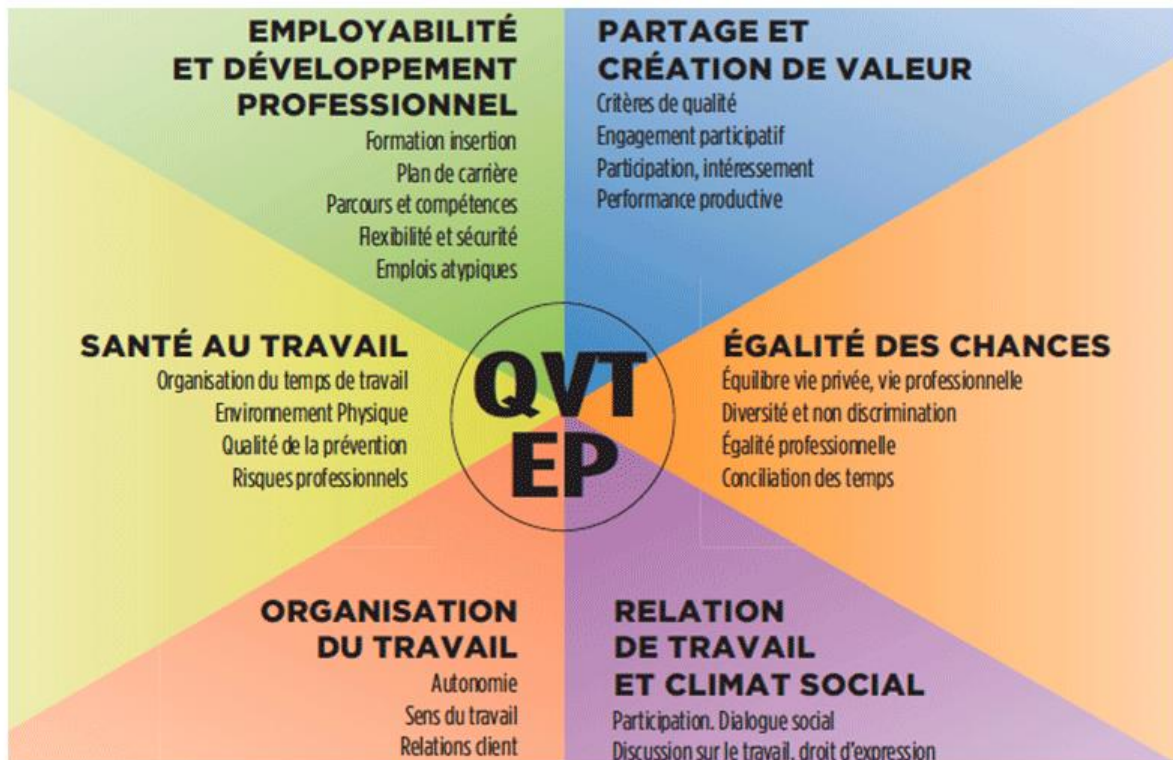 EMPLOYABILITÉ
ET DÉVELOPPEMENT
PROFESSIONNEL
Formation insertion
Plan de carrière
Parcours et compétences
Flexibilité et sécurité
Emplois atypiques
PARTAGE ET
CRÉATION DE VALEUR
Critères de qualité
Engagement participatif
Participation, intéressement
Performance productive
SANTÉ AU TRAVAIL
Organisation du temps de travail
Environnement Physique
Qualité de la prévention
Risques professionnels
QVT
EP
ÉGALITÉ DES CHANCES
Équilibre vie privée, vie professionnelle
Diversité et non discrimination
Égalité professionnelle
Conciliation des temps
ORGANISATION
DU TRAVAIL
Autonomie
Sens du travail
Relations client
RELATION
DE TRAVAIL
ET CLIMAT SOCIAL
Participation. Dialogue social
Discussion sur le travail, droit d'expression